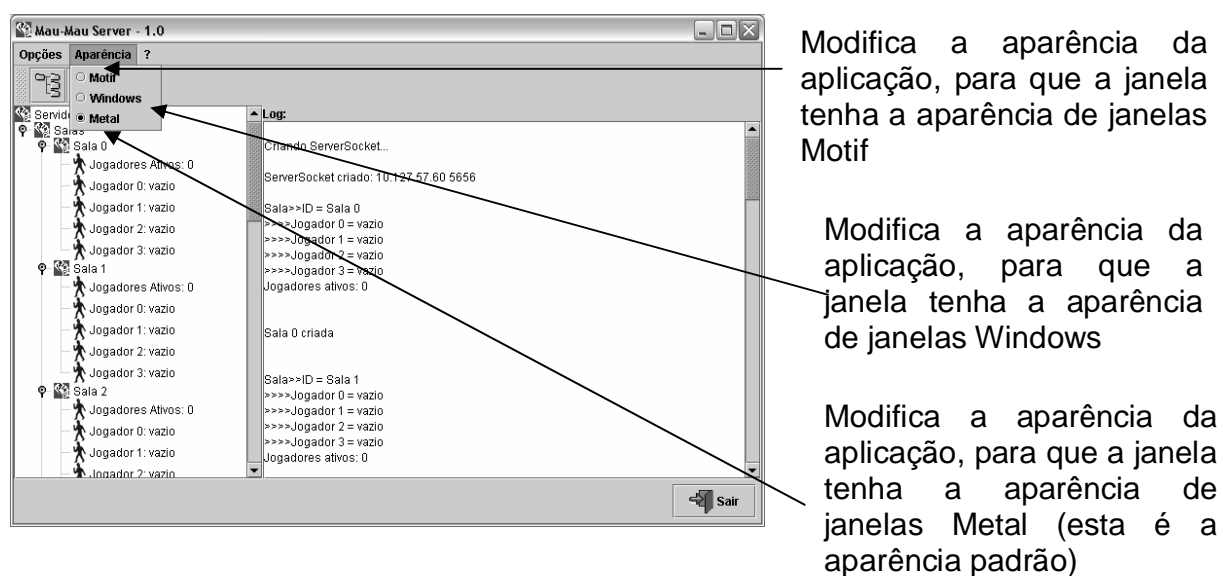 Mau-Mau Server - 1.0
Opções Aparência ?
Motif
Windows
Metal
Salas
Sala 0
Jogadores Ativos: 0
Jogador 0: vazio
Jogador 1: vazio
Jogador 2: vazio
Jogador 3: vazio
Sala 1
Jogadores Ativos: 0
Jogador 0: vazio
Jogador 1: vazio
Jogador 2: vazio
Jogador 3: vazio
Sala 2
Jogadores Ativos: 0
Jogador 0: vazio
Jogador 1: vazio
Jogador 2: vazio
Log:
Criando ServerSocket...
ServerSocket criado: 10.127.57.60 5656
Sala>>ID = Sala 0
>>>>Jogador 0 = vazio
>>>>Jogador 1 = vazio
>>>>Jogador 2 = vazio
>>>>Jogador 3 = vazio
Jogadores ativos: 0
Sala 0 criada
Sala>>ID = Sala 1
>>>>Jogador 0 = vazio
>>>>Jogador 1 = vazio
>>>>Jogador 2 = vazio
>>>>Jogador 3 = vazio
Jogadores ativos: 0
Sair
Modifica a aparência da
aplicação, para que a janela
tenha a aparência de janelas
Motif
Modifica a aparência da
aplicação, para que a
janela tenha a aparência
de janelas Windows
Modifica a aparência da
aplicação, para que a janela
tenha a aparência de
janelas Metal (esta é a
aparência padrão)